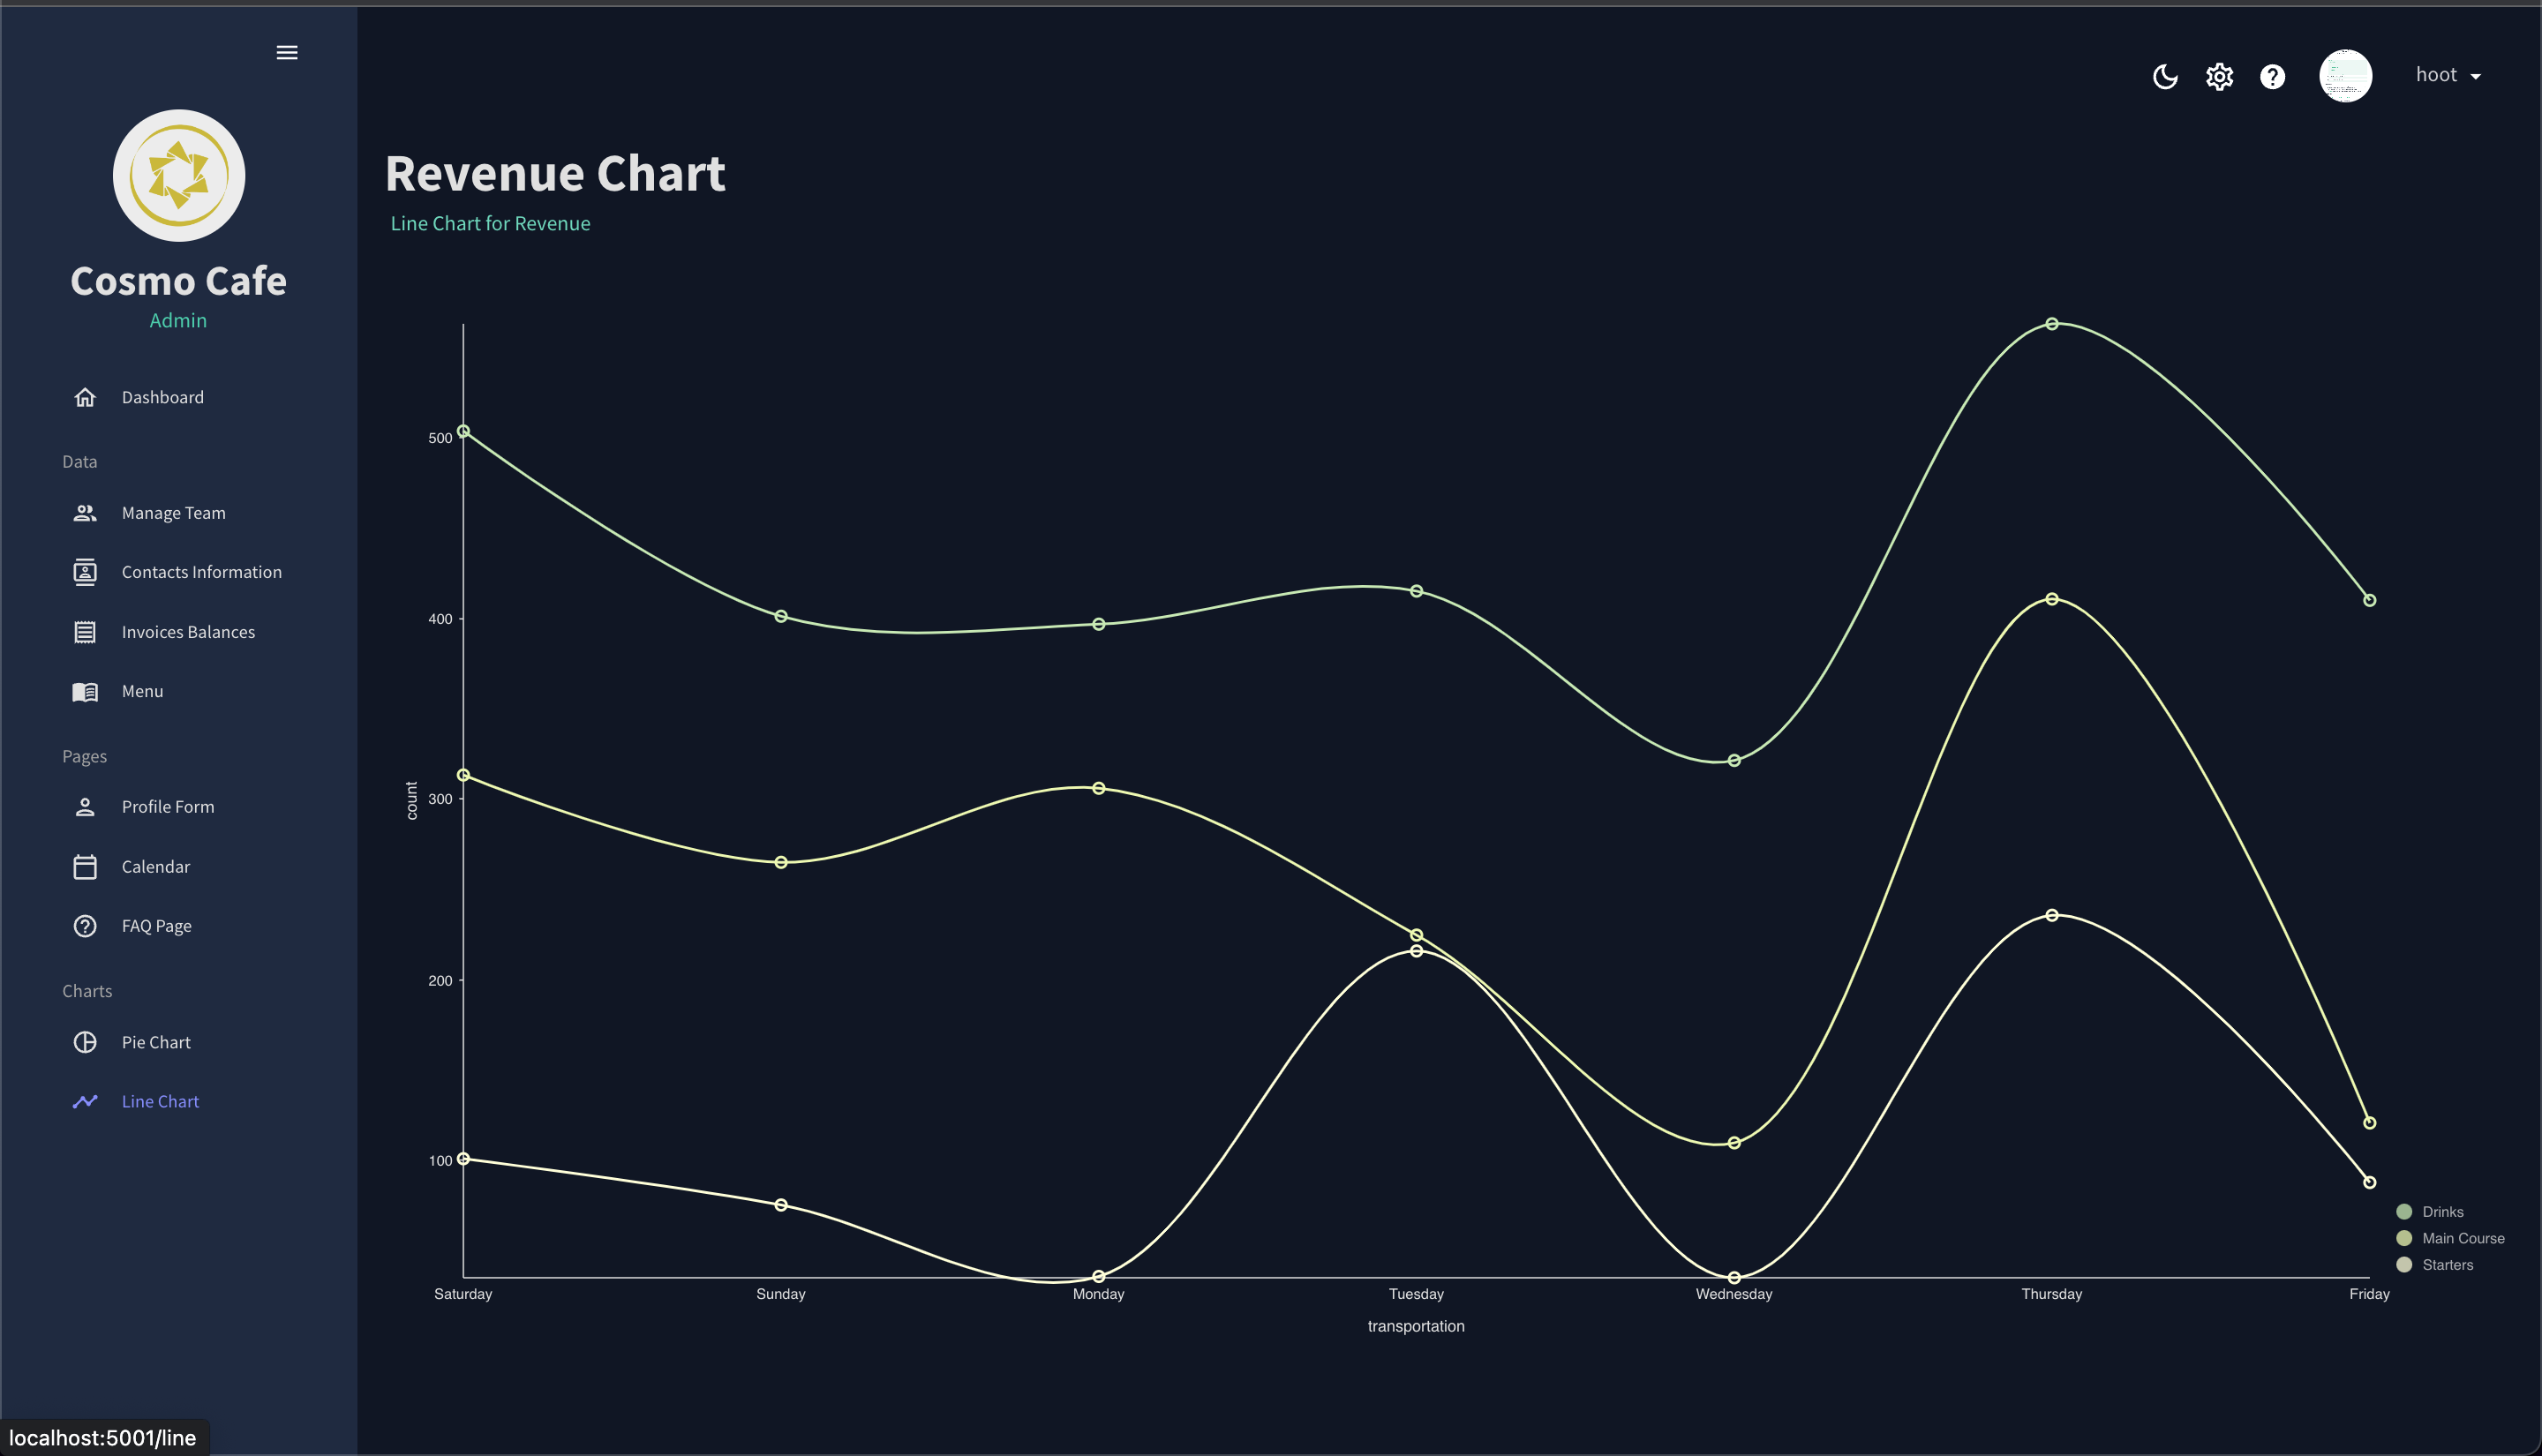 Cosmo Cafe
Admin
Dashboard
Data
Manage Team
Contacts Information
Invoices Balances
Menu
Pages
Profile Form
Calendar
FAQ Page
Charts
Pie Chart
Line Chart
localhost:5001/line
hoot
Revenue Chart
Line Chart for Revenue
500
400
300
200
100
count
Saturday Sunday Monday Tuesday Wednesday Thursday Friday
transportation
Drinks
Main Course
Starters